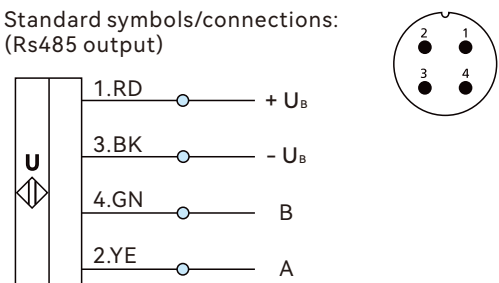 Standard symbols/connections:
(Rs485 output)
2 1
3 4
1.RD + UB
3.BK - UB
U
4.GN B
2.YE A